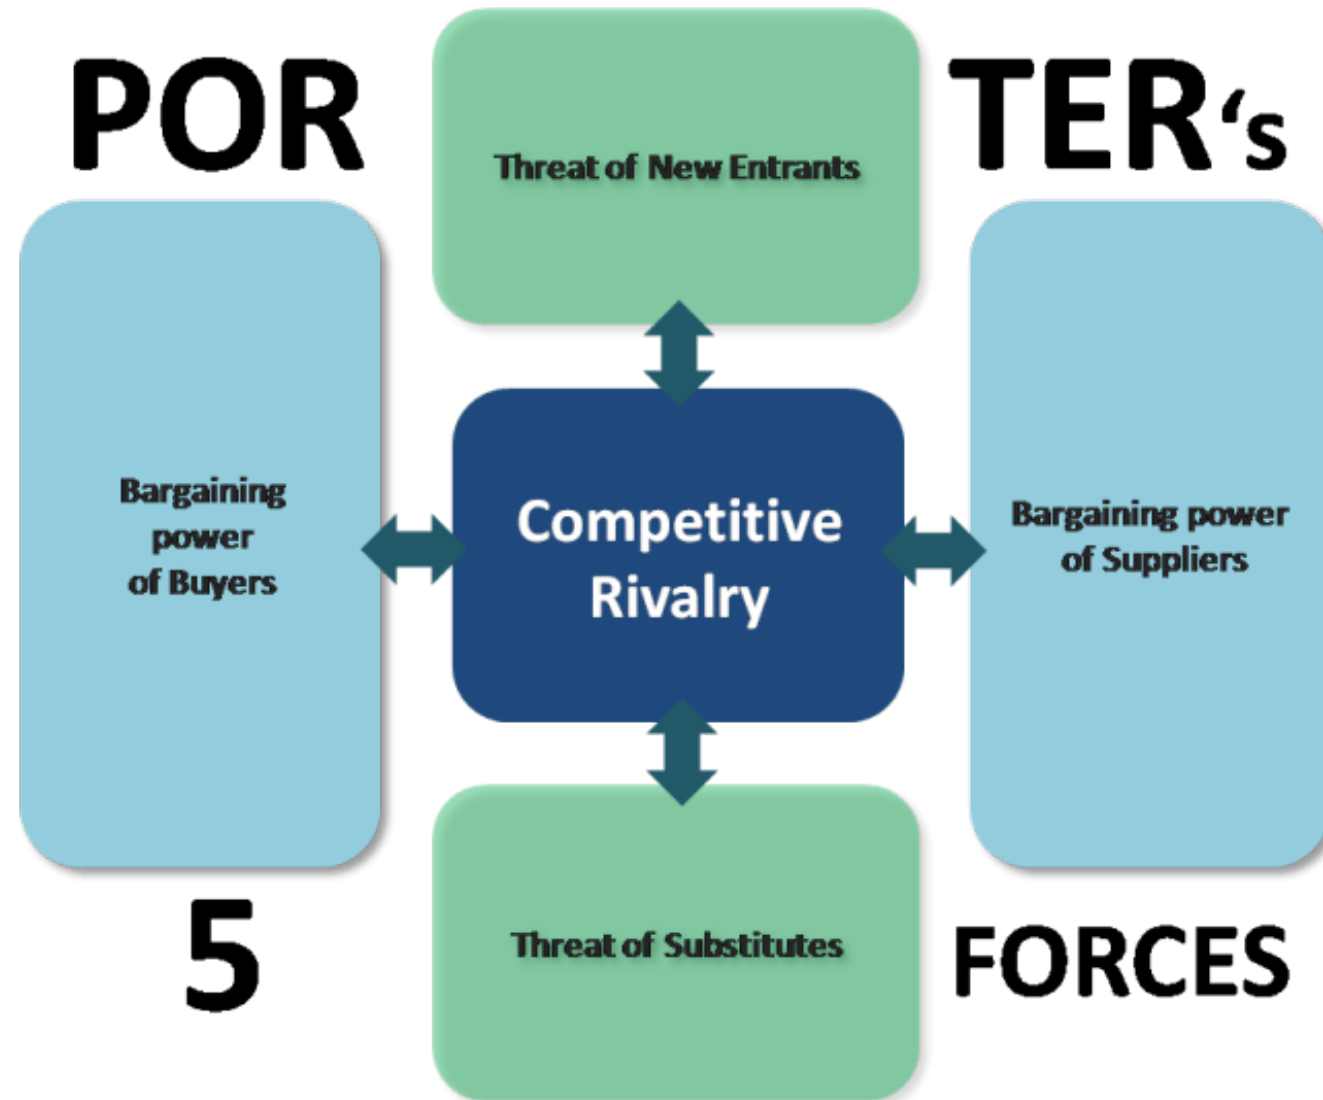 POR
TER‘s
Threat of New Entrants
Bargaining
power
of Buyers
Competitive
Rivalry
Bargaining power
of Suppliers
5
Threat of Substitutes
FORCES